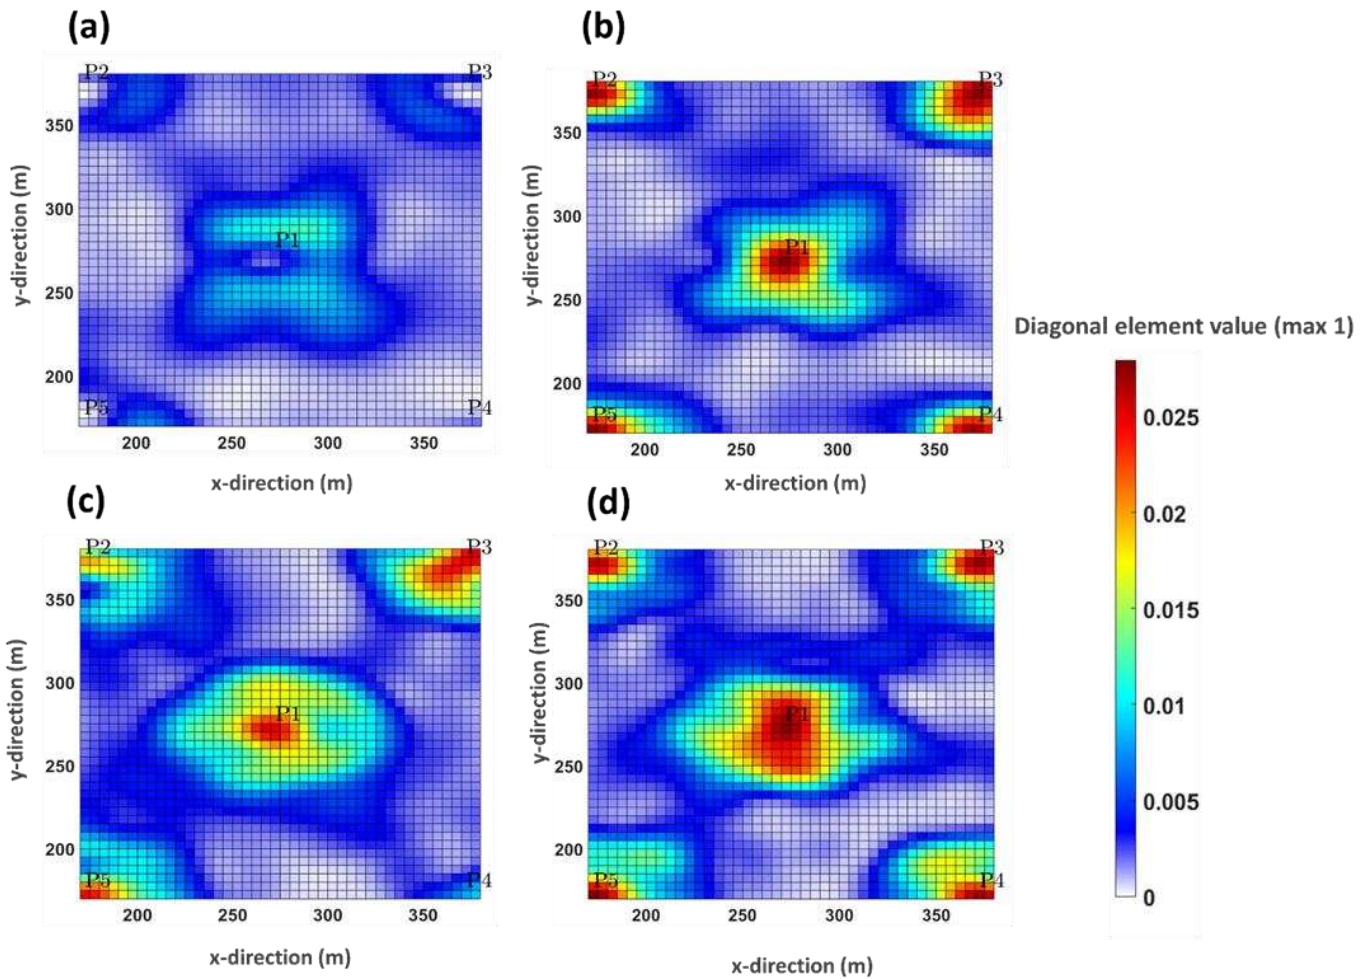 (a)
(b)
P2
P3
350
300
250
200
P1
P5
P4
200
250
300
350
y-direction (m)
x-direction (m)
P2
P3
350
300
250
200
P1
P5
P4
200
250
300
350
y-direction (m)
x-direction (m)
Diagonal element value (max 1)
0.025
0.02
0.015
0.01
0.005
0
(c)
(d)
P2
P3
350
300
250
200
P1
P5
P4
200
250
300
350
y-direction (m)
x-direction (m)
P2
P3
350
300
250
200
P1
P5
P4
200
250
300
350
y-direction (m)
x-direction (m)